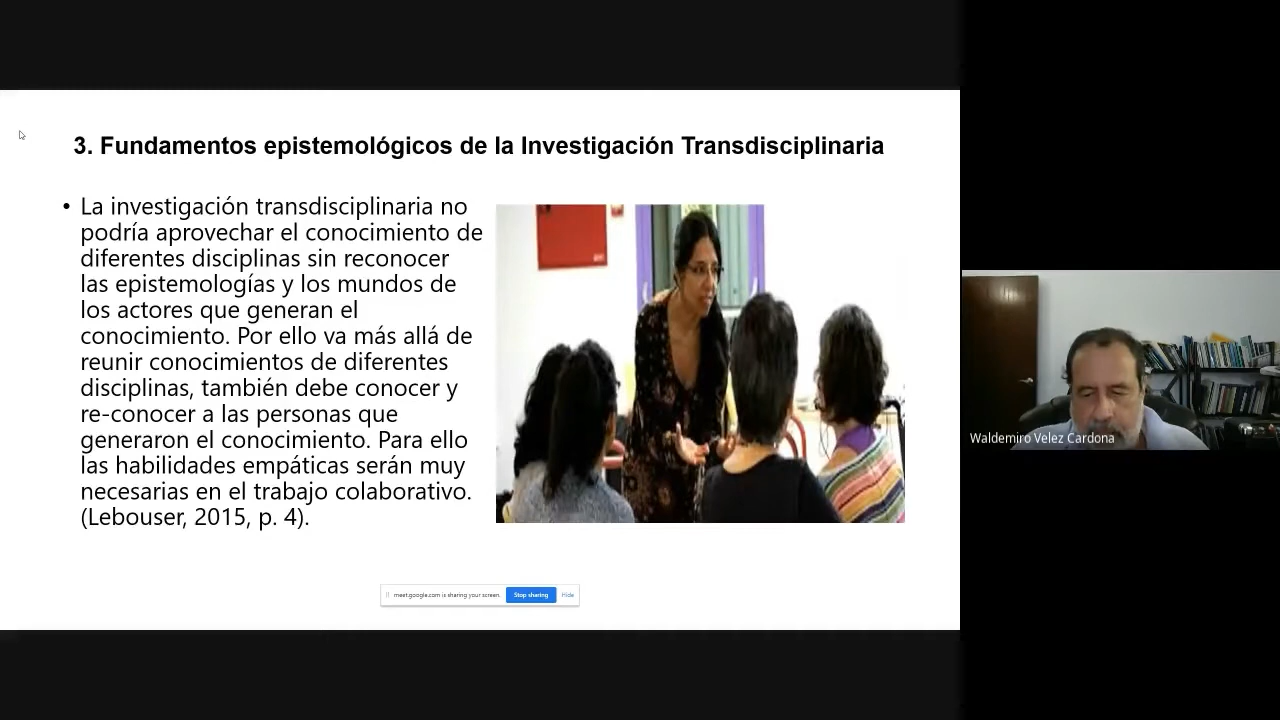 3. Fundamentos epistemológicos de la Investigación Transdisciplinaria
• La investigación transdisciplinaria no
podría aprovechar el conocimiento de
diferentes disciplinas sin reconocer
las epistemologías y los mundos de
los actores que generan el
conocimiento. Por ello va más allá de
reunir conocimientos de diferentes
disciplinas, también debe conocer y
re-conocer a las personas que
generaron el conocimiento. Para ello
las habilidades empáticas serán muy
necesarias en el trabajo colaborativo.
(Lebouser, 2015, p. 4).
meet.google.com is sharing your screen. Stop sharing Hide
Waldemiro Velez Cardona